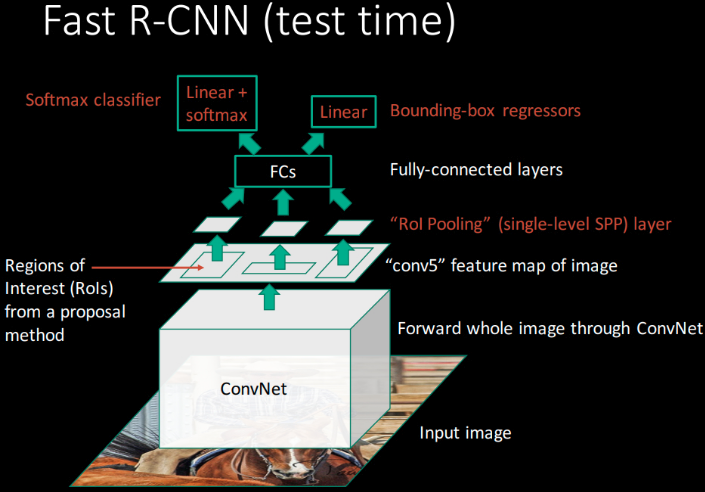 Fast R-CNN (test time)
Softmax classifier
Linear +
softmax
Linear
Bounding-box regressors
FCs
Fully-connected layers
“RoI Pooling” (single-level SPP) layer
Regions of
Interest (RoIs)
from a proposal
method
“conv5” feature map of image
Forward whole image through ConvNet
ConvNet
Input image